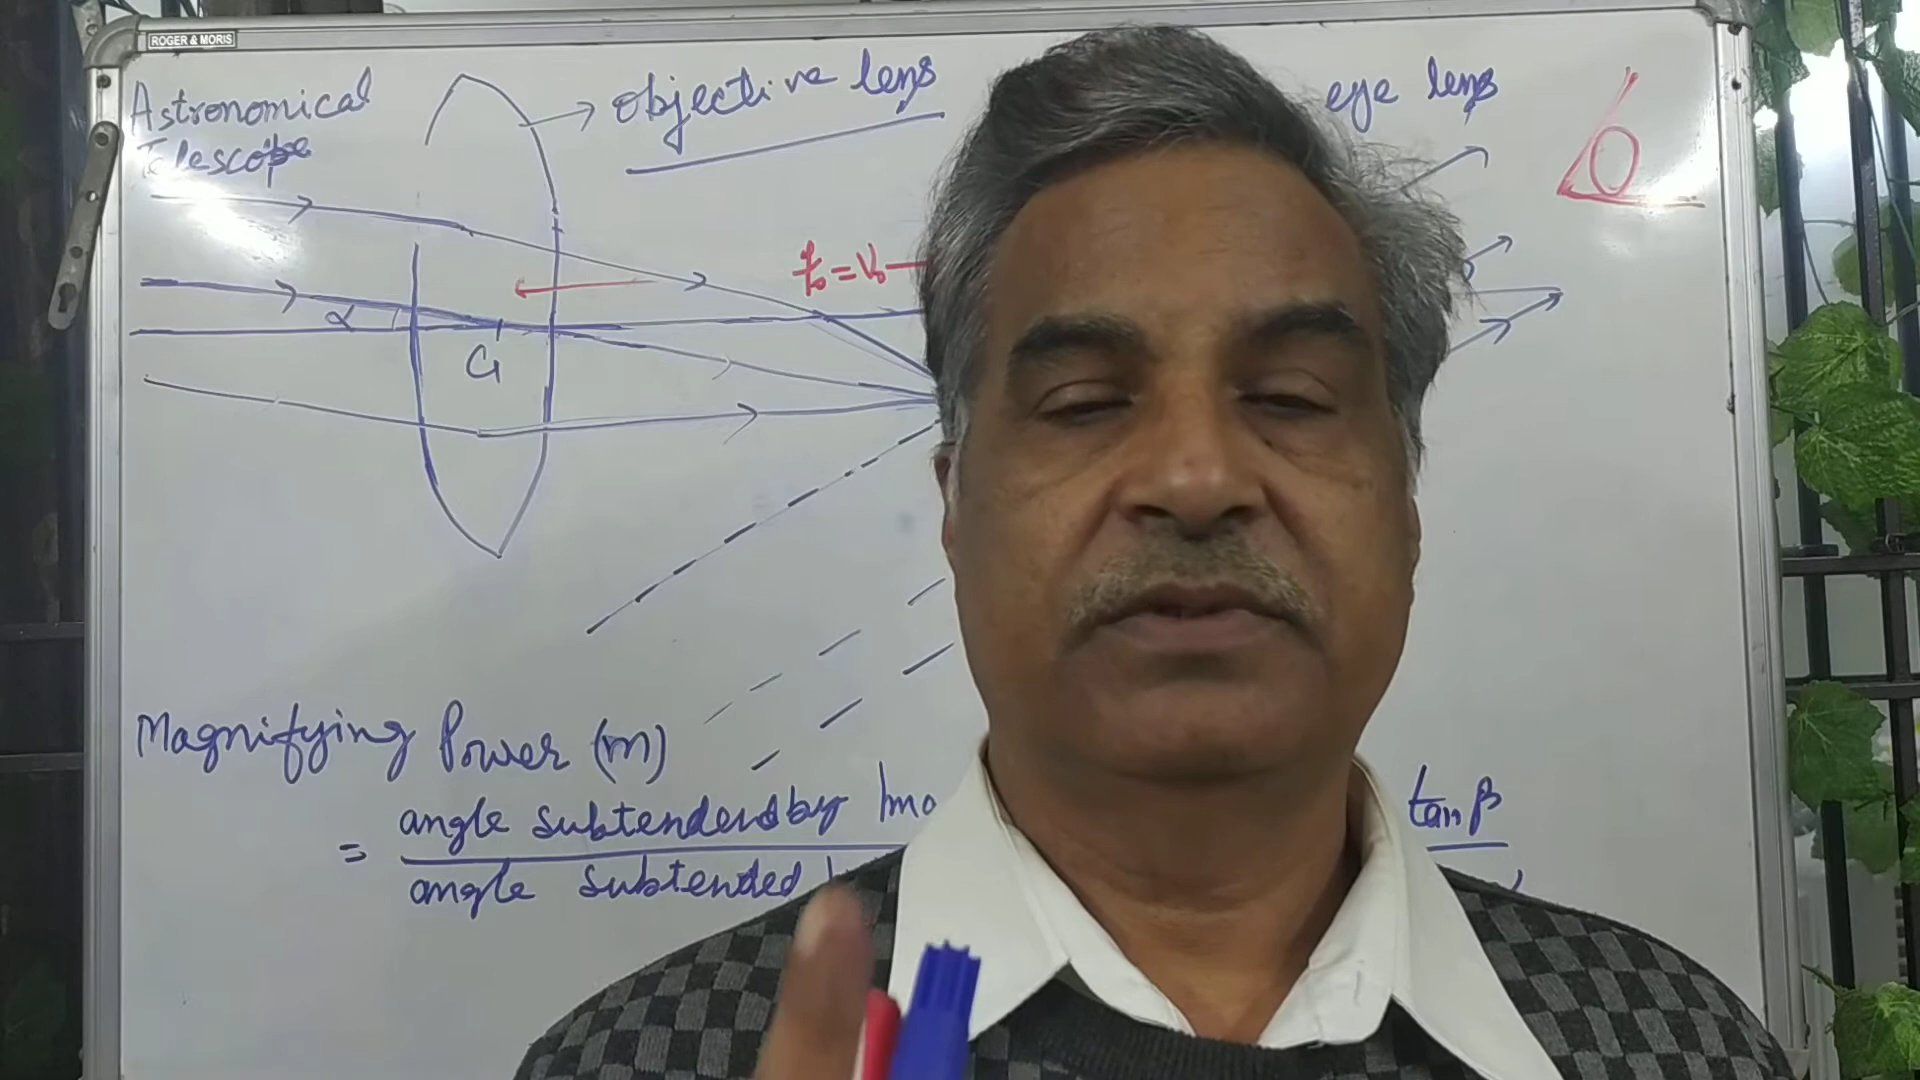 ROGER & MORIS
Astronomical
Telescope
objective lens
eye lens
fo = Vo
α
C1
Magnifying Power (m)
= angle subtended by Ima
angle subtended
tan β